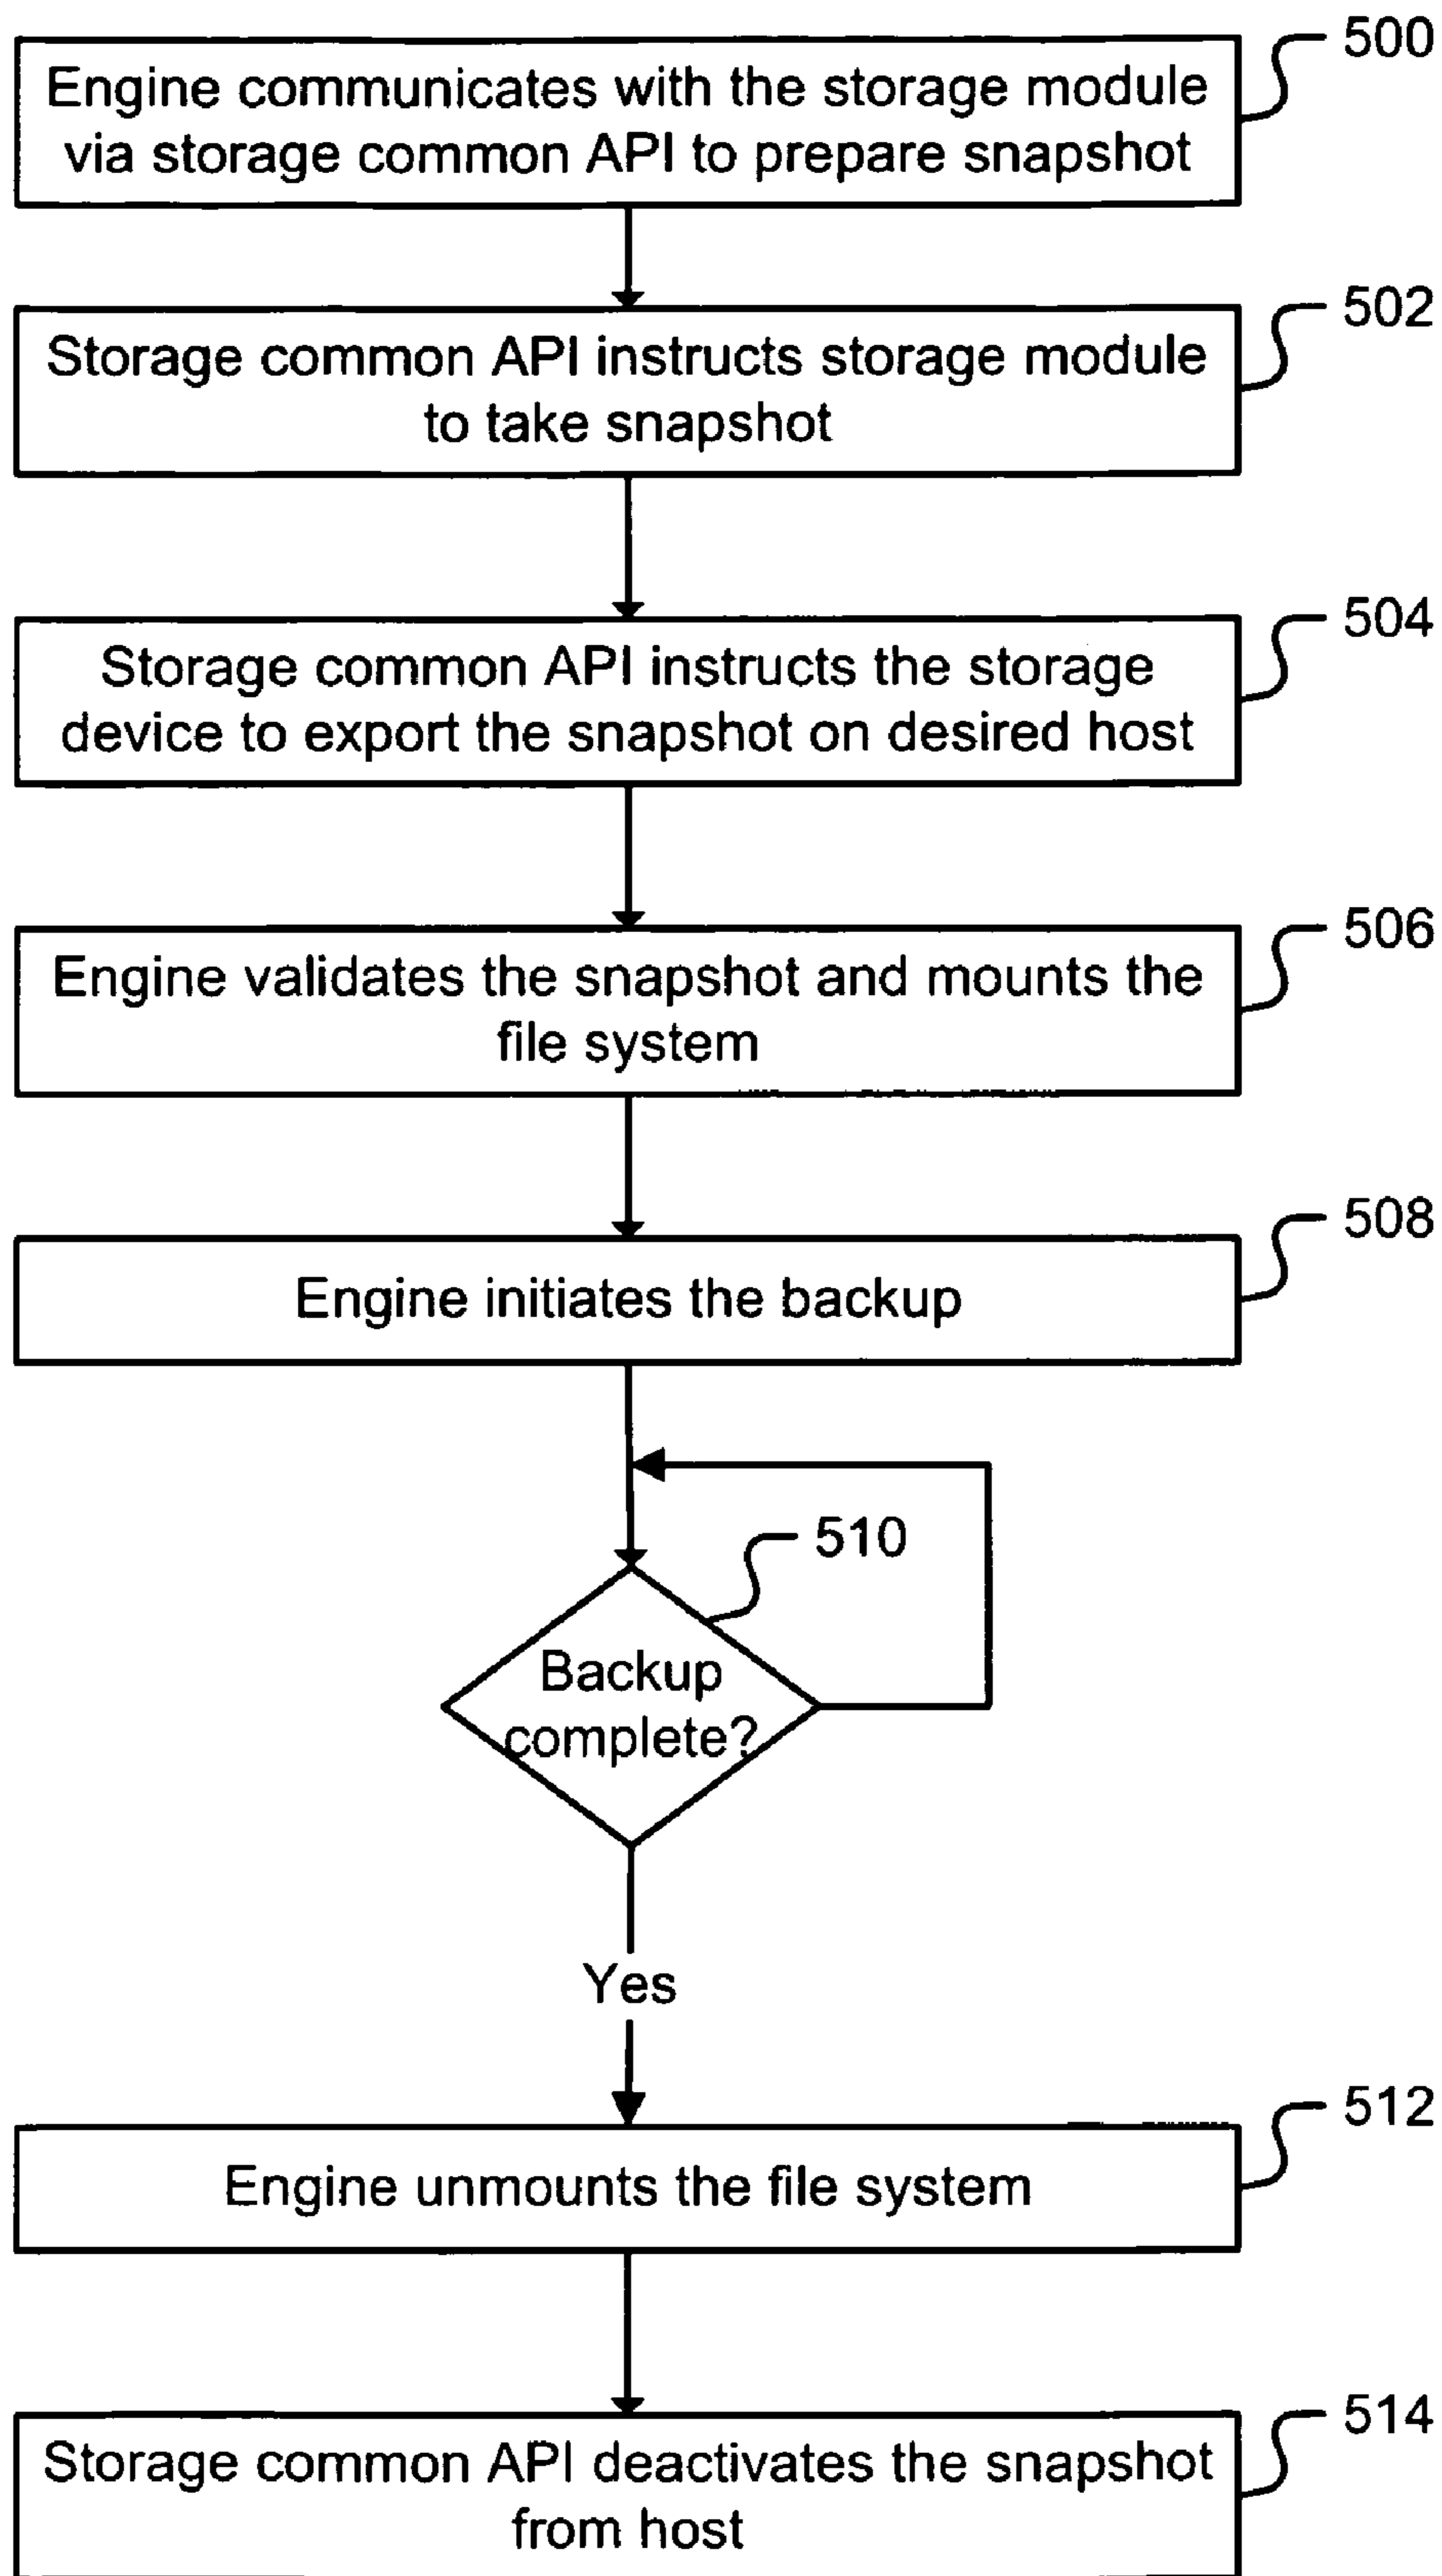 Engine communicates with the storage module
via storage common API to prepare snapshot
500
Storage common API instructs storage module
to take snapshot
502
Storage common API instructs the storage
device to export the snapshot on desired host
504
Engine validates the snapshot and mounts the
file system
506
Engine initiates the backup
508
Backup
complete?
510
Yes
Engine unmounts the file system
512
Storage common API deactivates the snapshot
from host
514